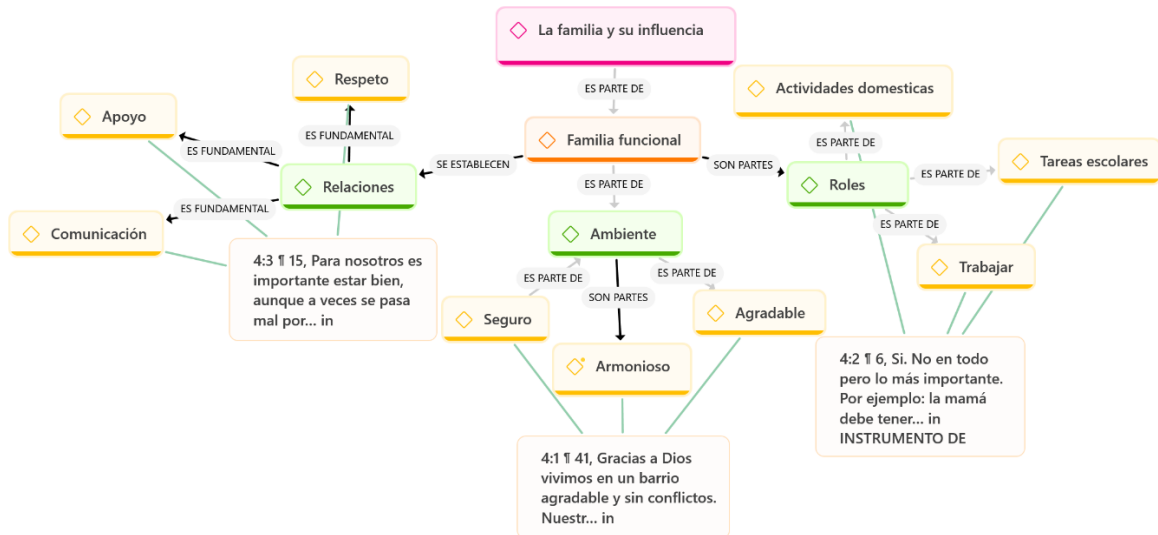 La familia y su influencia
ES PARTE DE
Familia funcional
SE ESTABLECEN
SON PARTES
ES PARTE DE
Respeto
Apoyo
ES FUNDAMENTAL
ES FUNDAMENTAL
Relaciones
ES FUNDAMENTAL
Comunicación
4:3 ¶ 15, Para nosotros es
importante estar bien,
aunque a veces se pasa
mal por... in
Ambiente
ES PARTE DE
SON PARTES
ES PARTE DE
Seguro
Armonioso
Agradable
4:1 ¶ 41, Gracias a Dios
vivimos en un barrio
agradable y sin conflictos.
Nuestr... in
Actividades domesticas
ES PARTE DE
Roles
ES PARTE DE
Tareas escolares
ES PARTE DE
Trabajar
4:2 ¶ 6, Si. No en todo
pero lo más importante.
Por ejemplo: la mamá
debe tener... in
INSTRUMENTO DE